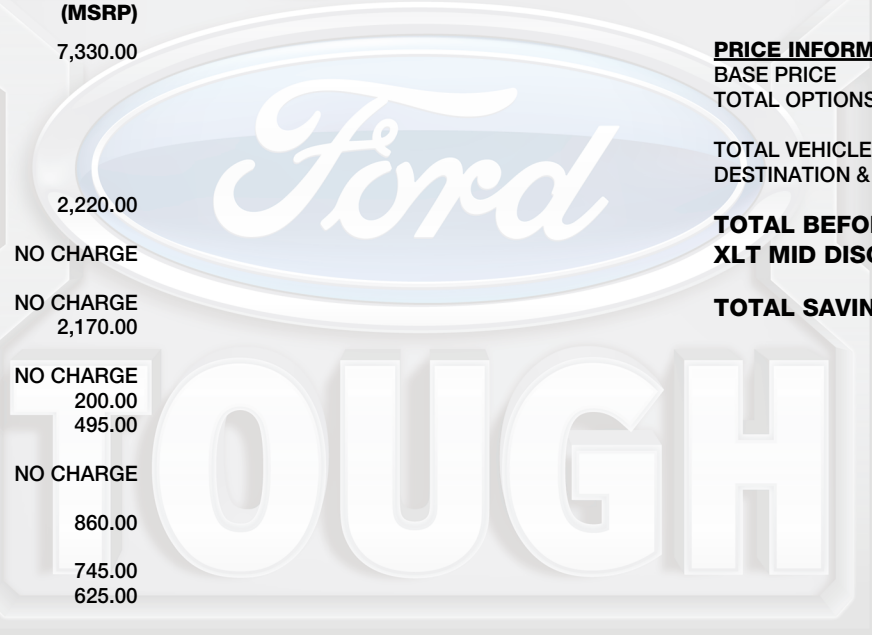 (MSRP)
7,330.00
2,220.00
NO CHARGE
NO CHARGE
2,170.00
NO CHARGE
200.00
495.00
NO CHARGE
860.00
745.00
625.00
PRICE INFORM
BASE PRICE
TOTAL OPTIONS
TOTAL VEHICLE
DESTINATION &
TOTAL BEFO
XLT MID DISC
TOTAL SAVIN
Ford
TOUGH